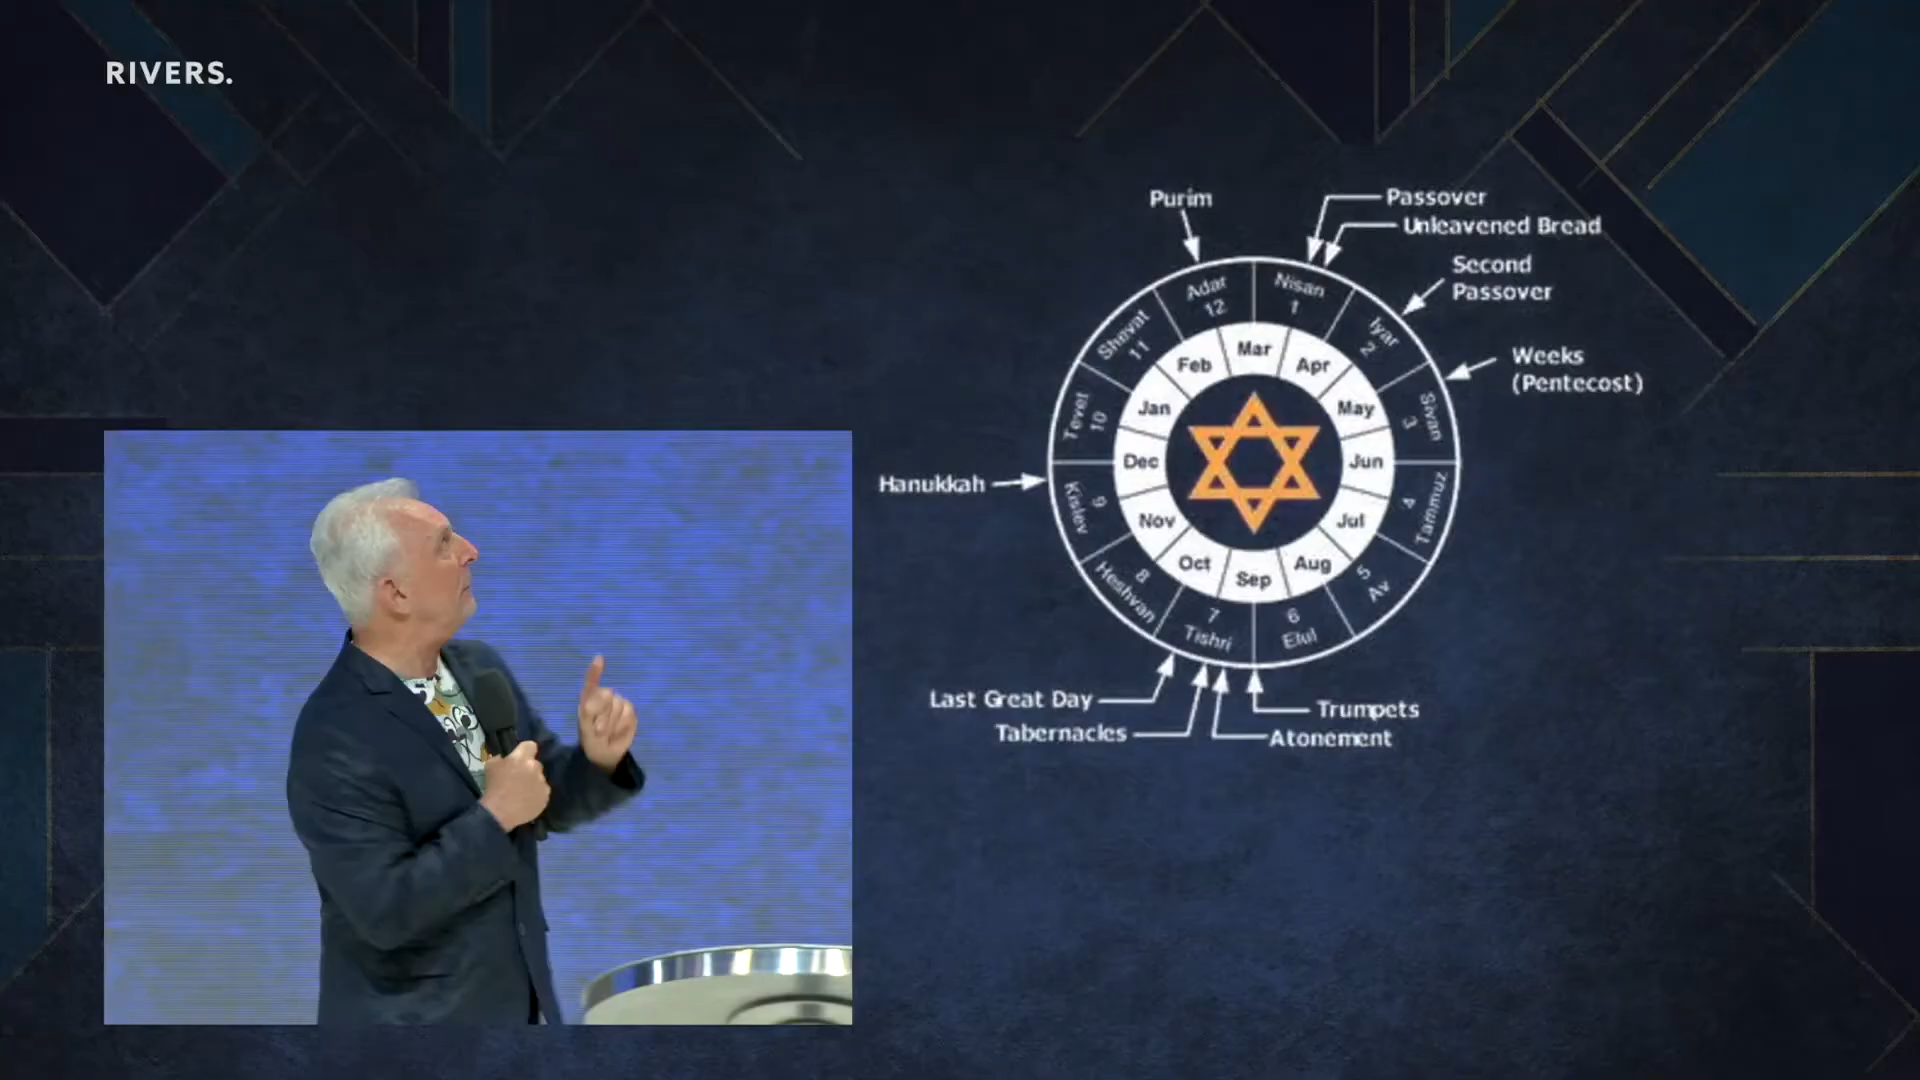 RIVERS.
Purim
Passover
Unleavened Bread
Second
Passover
Weeks
(Pentecost)
Hanukkah
Last Great Day
Tabernacles
Trumpets
Atonement
Nisan
1
Iyar
2
Sivan
3
Tammuz
4
Av
5
Elul
6
Tishri
7
Heshvan
8
Kislev
9
Tevet
10
Shevat
11
Adar
12
Mar
Apr
May
Jun
Jul
Aug
Sep
Oct
Nov
Dec
Jan
Feb